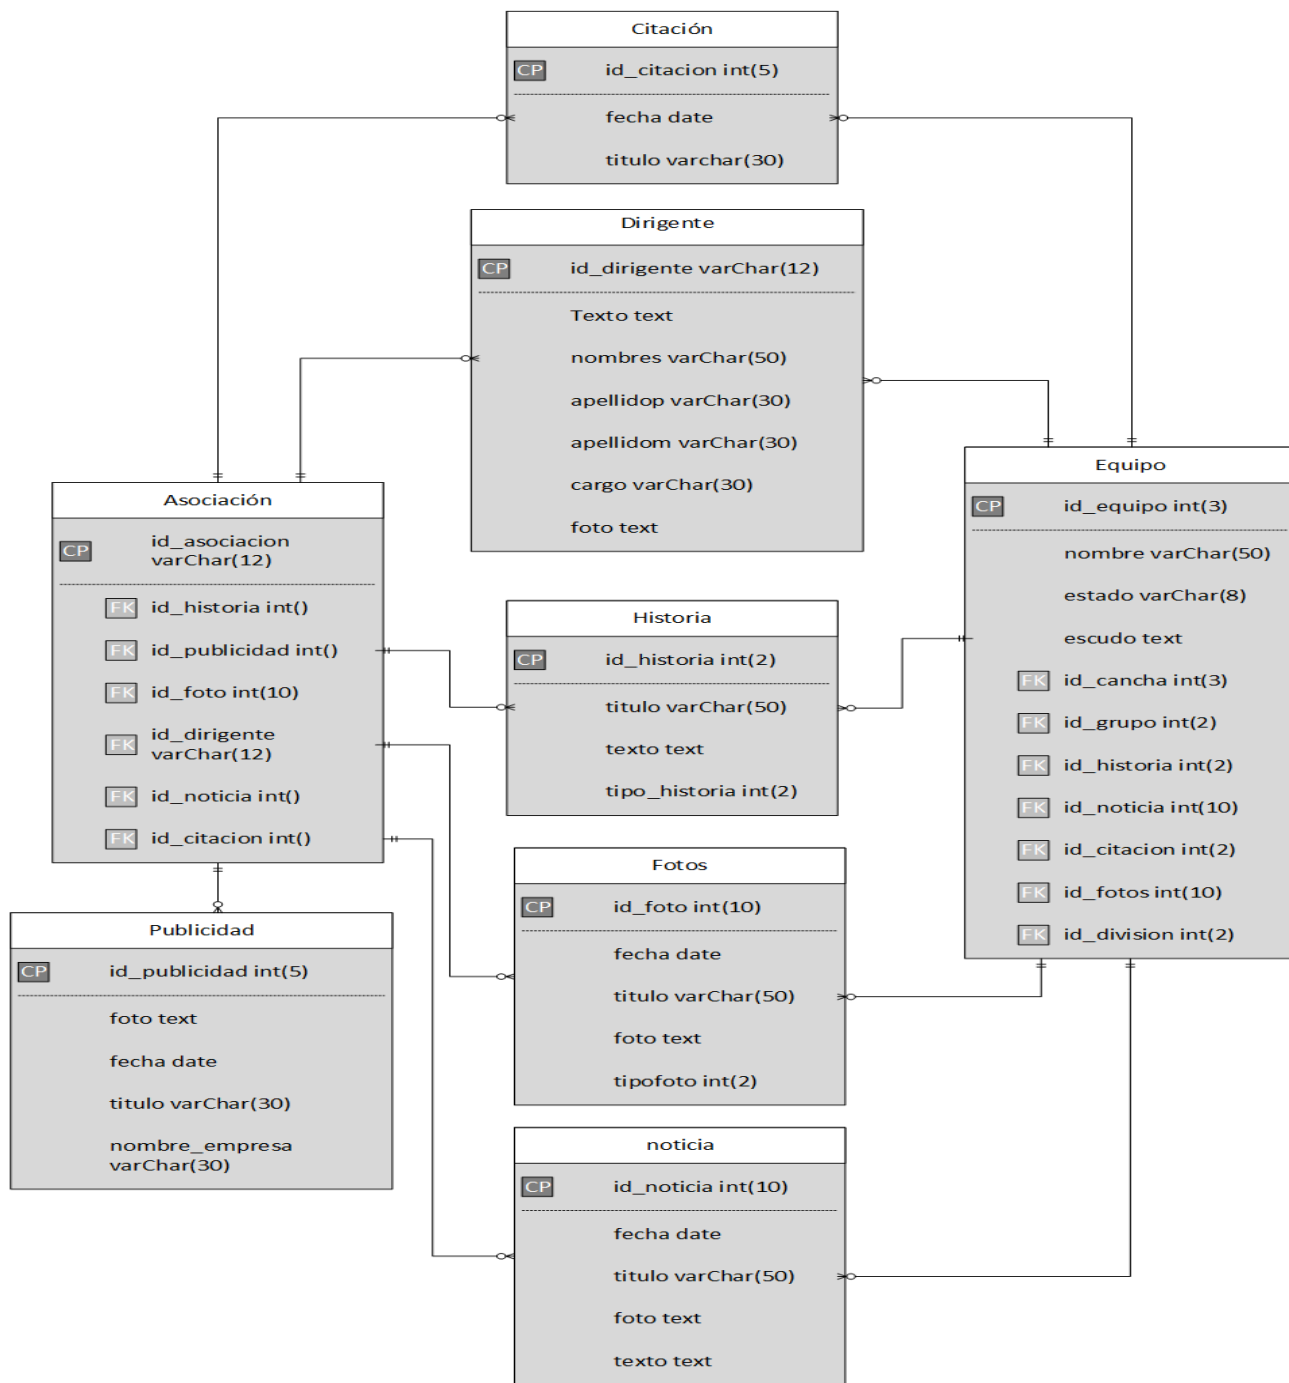 Citación
CP id_citacion int(5)
fecha date
titulo varchar(30)
Dirigente
CP id_dirigente varChar(12)
Texto text
nombres varChar(50)
apellidop varChar(30)
apellidom varChar(30)
cargo varChar(30)
foto text
Asociación
CP id_asociacion
varChar(12)
FK id_historia int()
FK id_publicidad int()
FK id_foto int(10)
FK id_dirigente
varChar(12)
FK id_noticia int()
FK id_citacion int()
Equipo
CP id_equipo int(3)
nombre varChar(50)
estado varChar(8)
escudo text
FK id_cancha int(3)
FK id_grupo int(2)
FK id_historia int(2)
FK id_noticia int(10)
FK id_citacion int(2)
FK id_fotos int(10)
FK id_division int(2)
Historia
CP id_historia int(2)
titulo varChar(50)
texto text
tipo_historia int(2)
Fotos
CP id_foto int(10)
fecha date
titulo varChar(50)
foto text
tipofoto int(2)
Publicidad
CP id_publicidad int(5)
foto text
fecha date
titulo varChar(30)
nombre_empresa
varChar(30)
noticia
CP id_noticia int(10)
fecha date
titulo varChar(50)
foto text
texto text